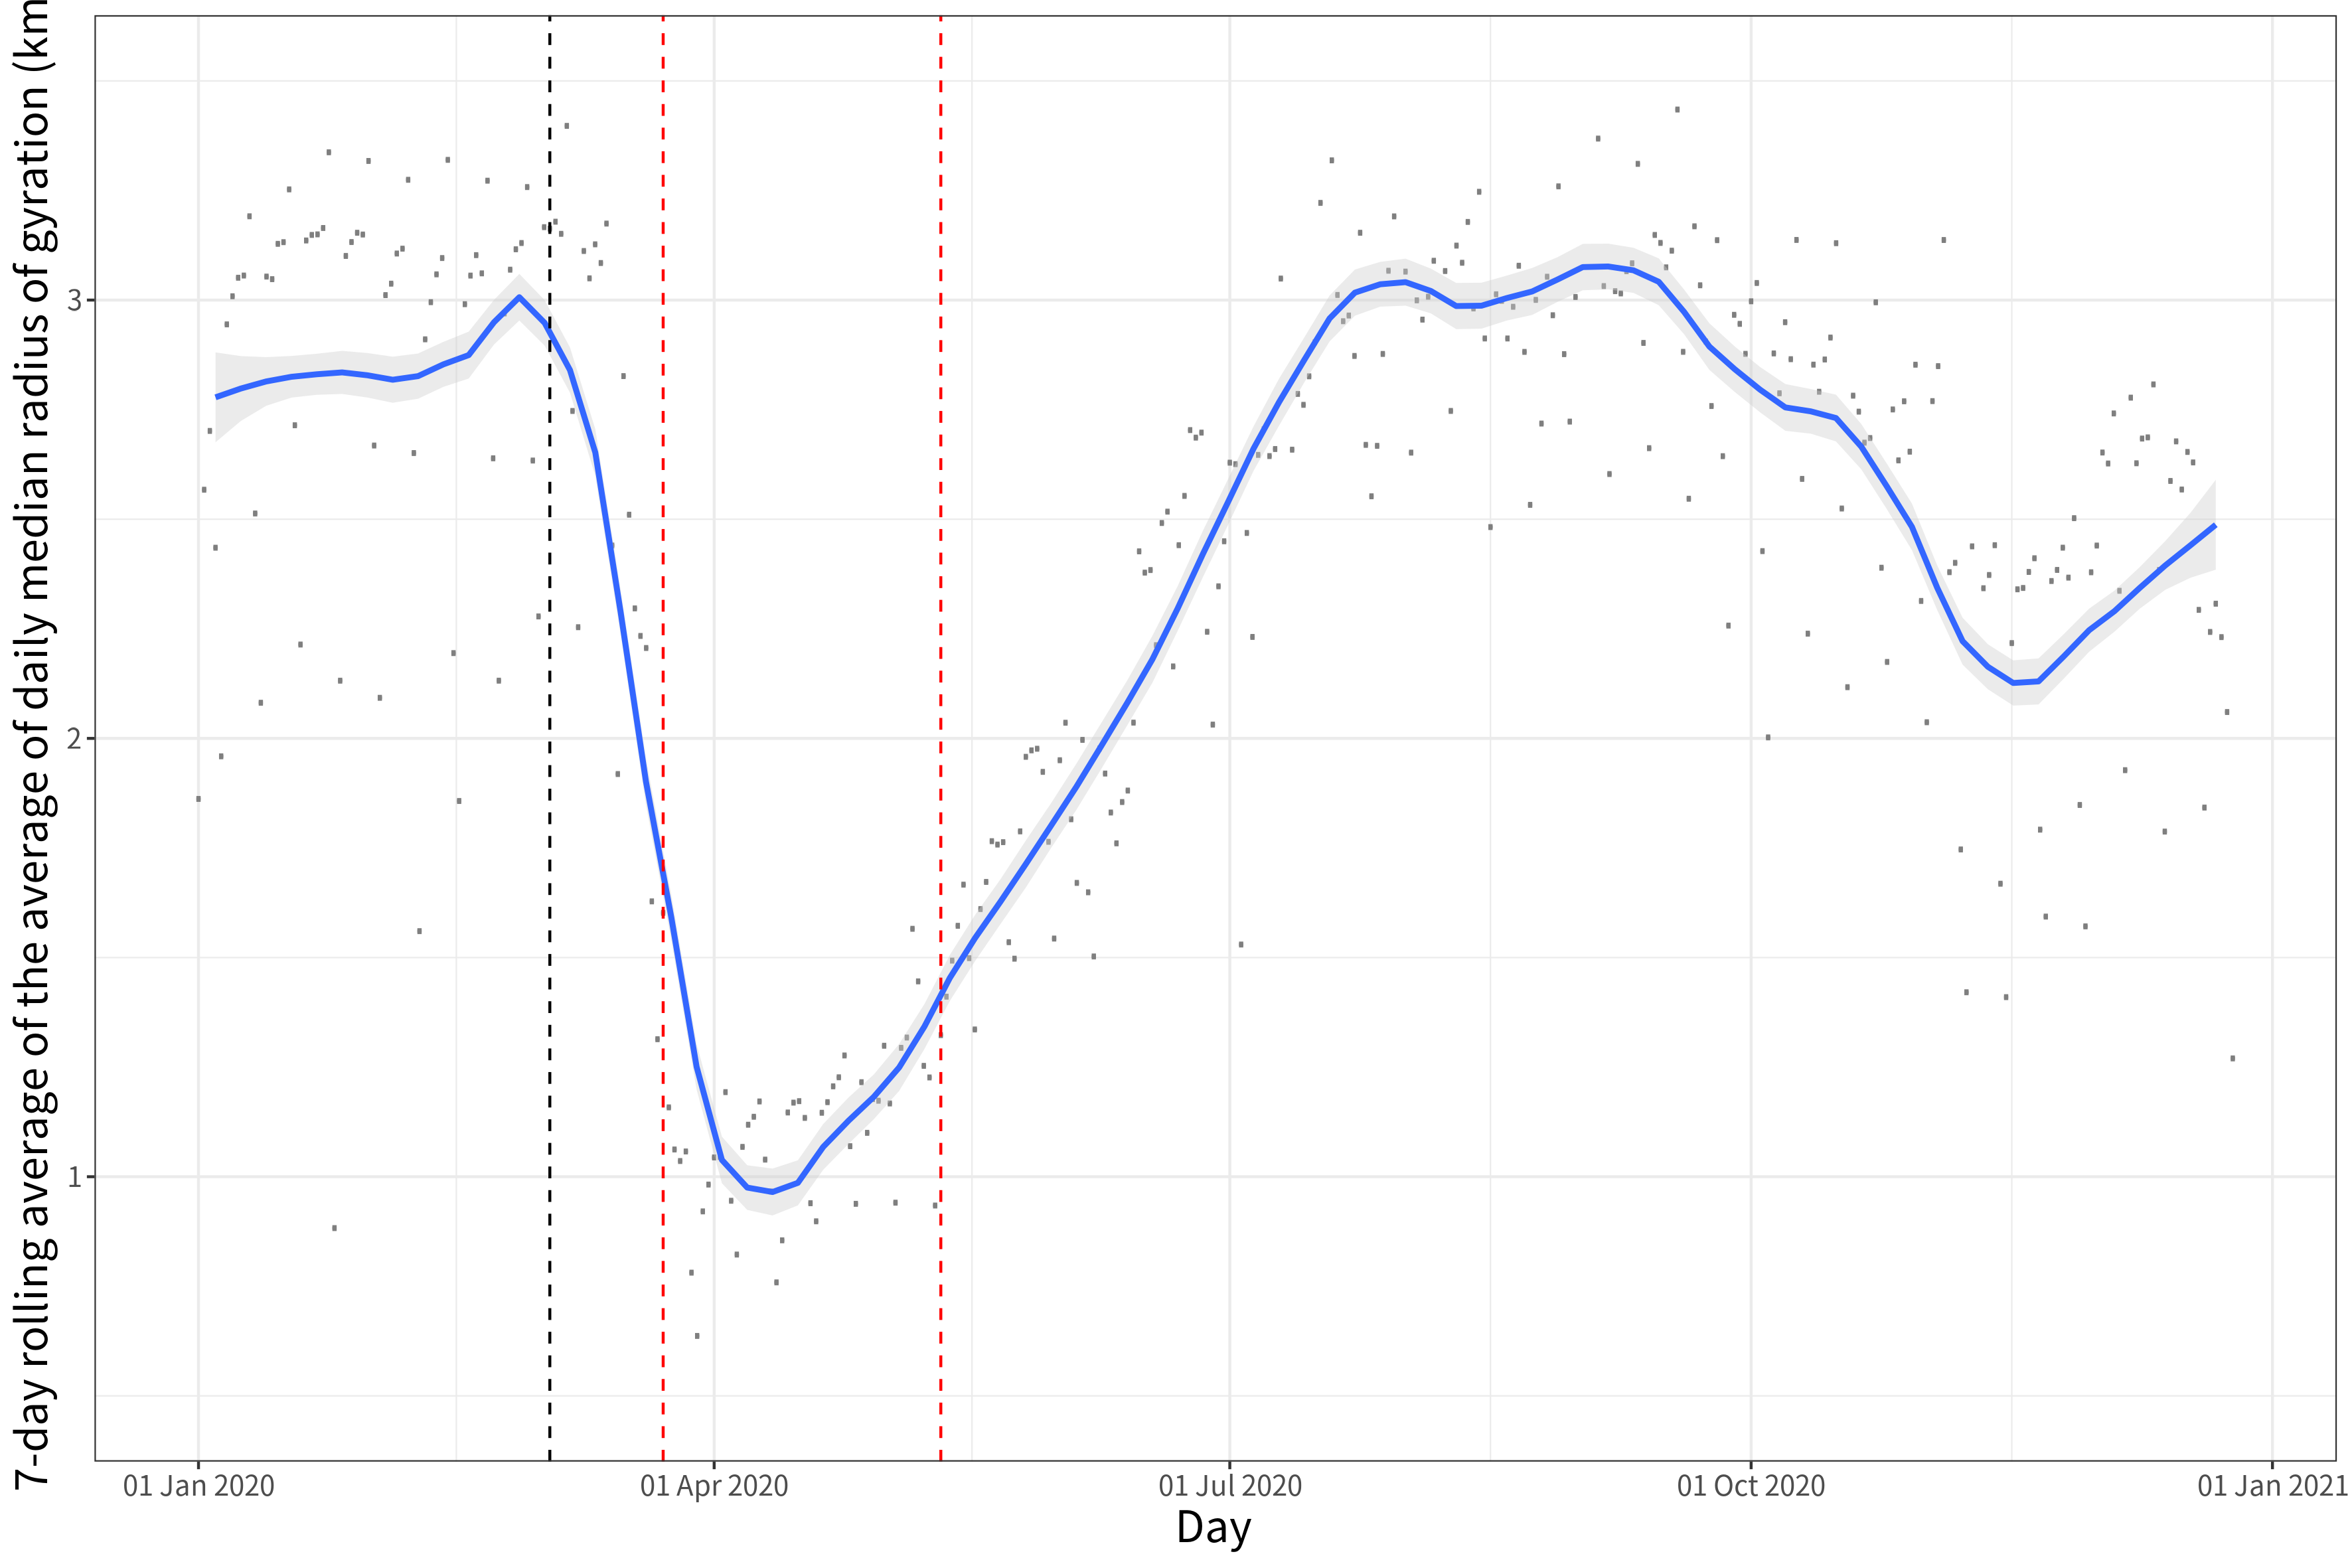 7-day rolling average of the average of daily median radius of gyration (km
3
2
1
01 Jan 2020
01 Apr 2020
01 Jul 2020
01 Oct 2020
01 Jan 2021
Day